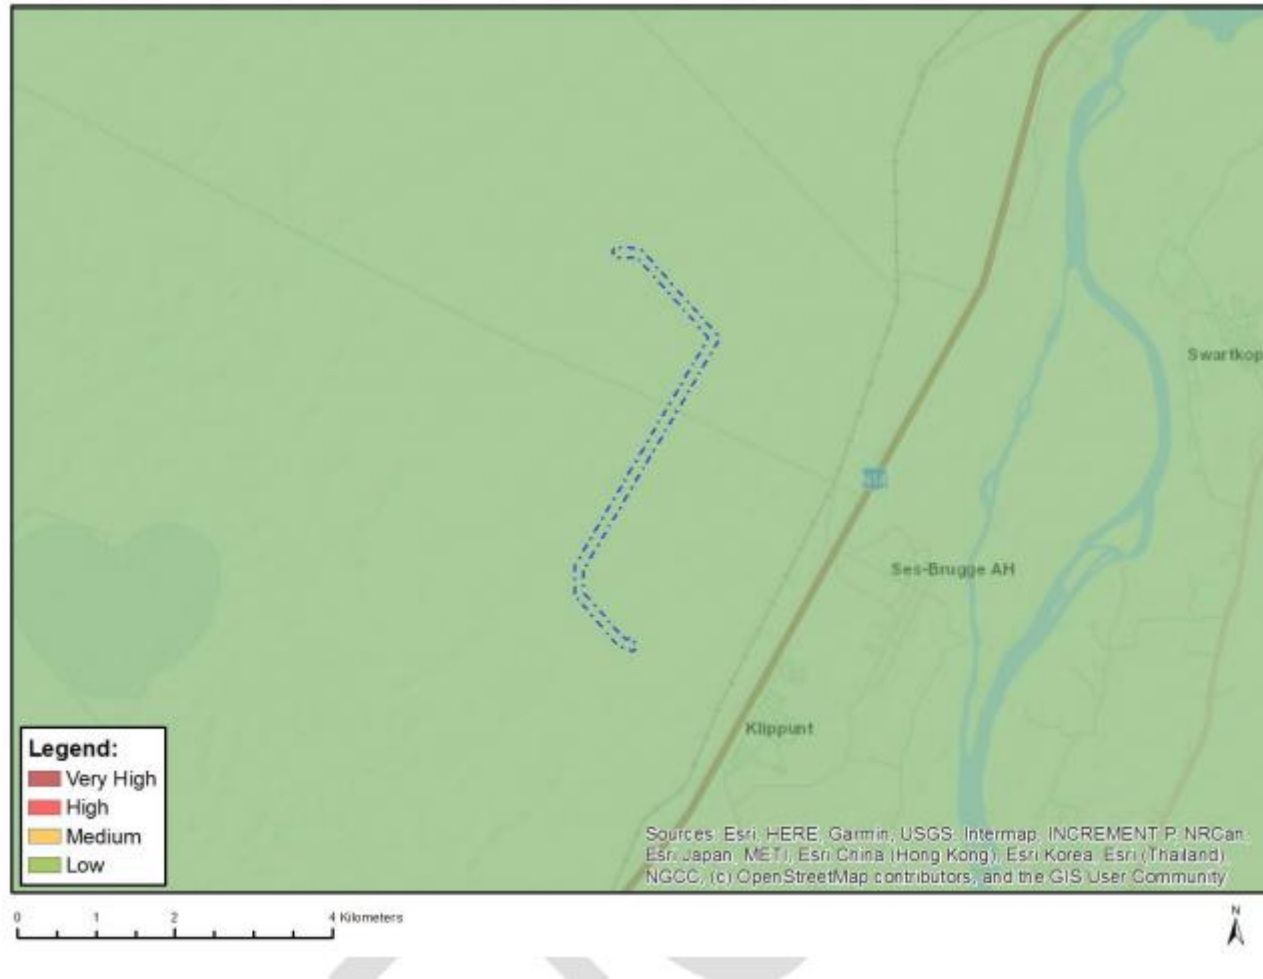 Swartkop
N14
Ses-Brugge AH
Klippunt
Legend:
Very High
High
Medium
Low
Sources: Esri, HERE, Garmin, USGS, Intermap, INCREMENT P, NRCan,
Esri Japan, METI, Esri China (Hong Kong), Esri Korea, Esri (Thailand),
NGCC, (c) OpenStreetMap contributors, and the GIS User Community
0 1 2 4 Kilometers
N